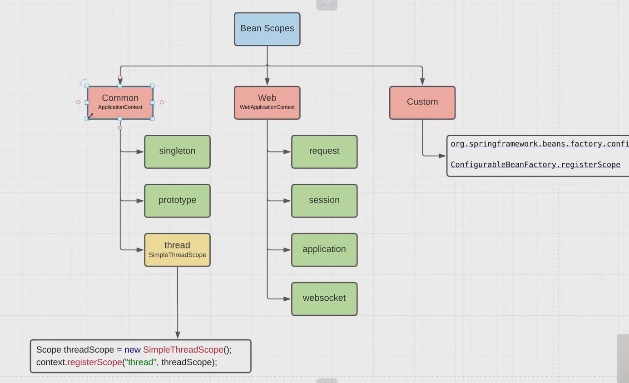 Bean Scopes
Common
ApplicationContext
Web
WebApplicationContext
Custom
singleton
request
org.springframework.beans.factory.confi
ConfigurableBeanFactory.registerScope
prototype
session
thread
SimpleThreadScope
application
websocket
Scope threadScope = new SimpleThreadScope();
context.registerScope("thread", threadScope);